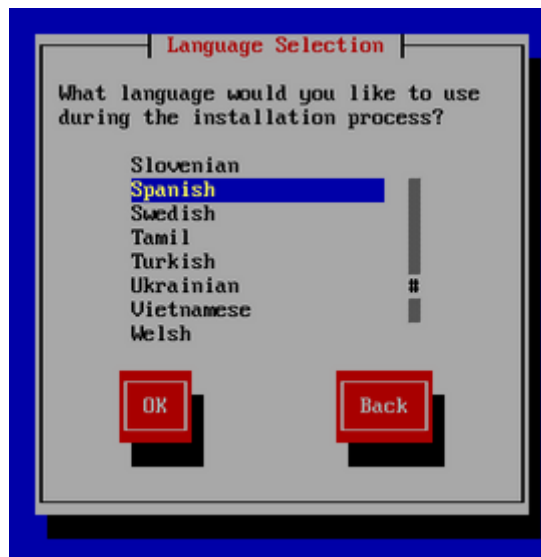 Language Selection
What language would you like to use
during the installation process?
Slovenian
Spanish
Swedish
Tamil
Turkish
Ukrainian #
Vietnamese
Welsh
OK Back